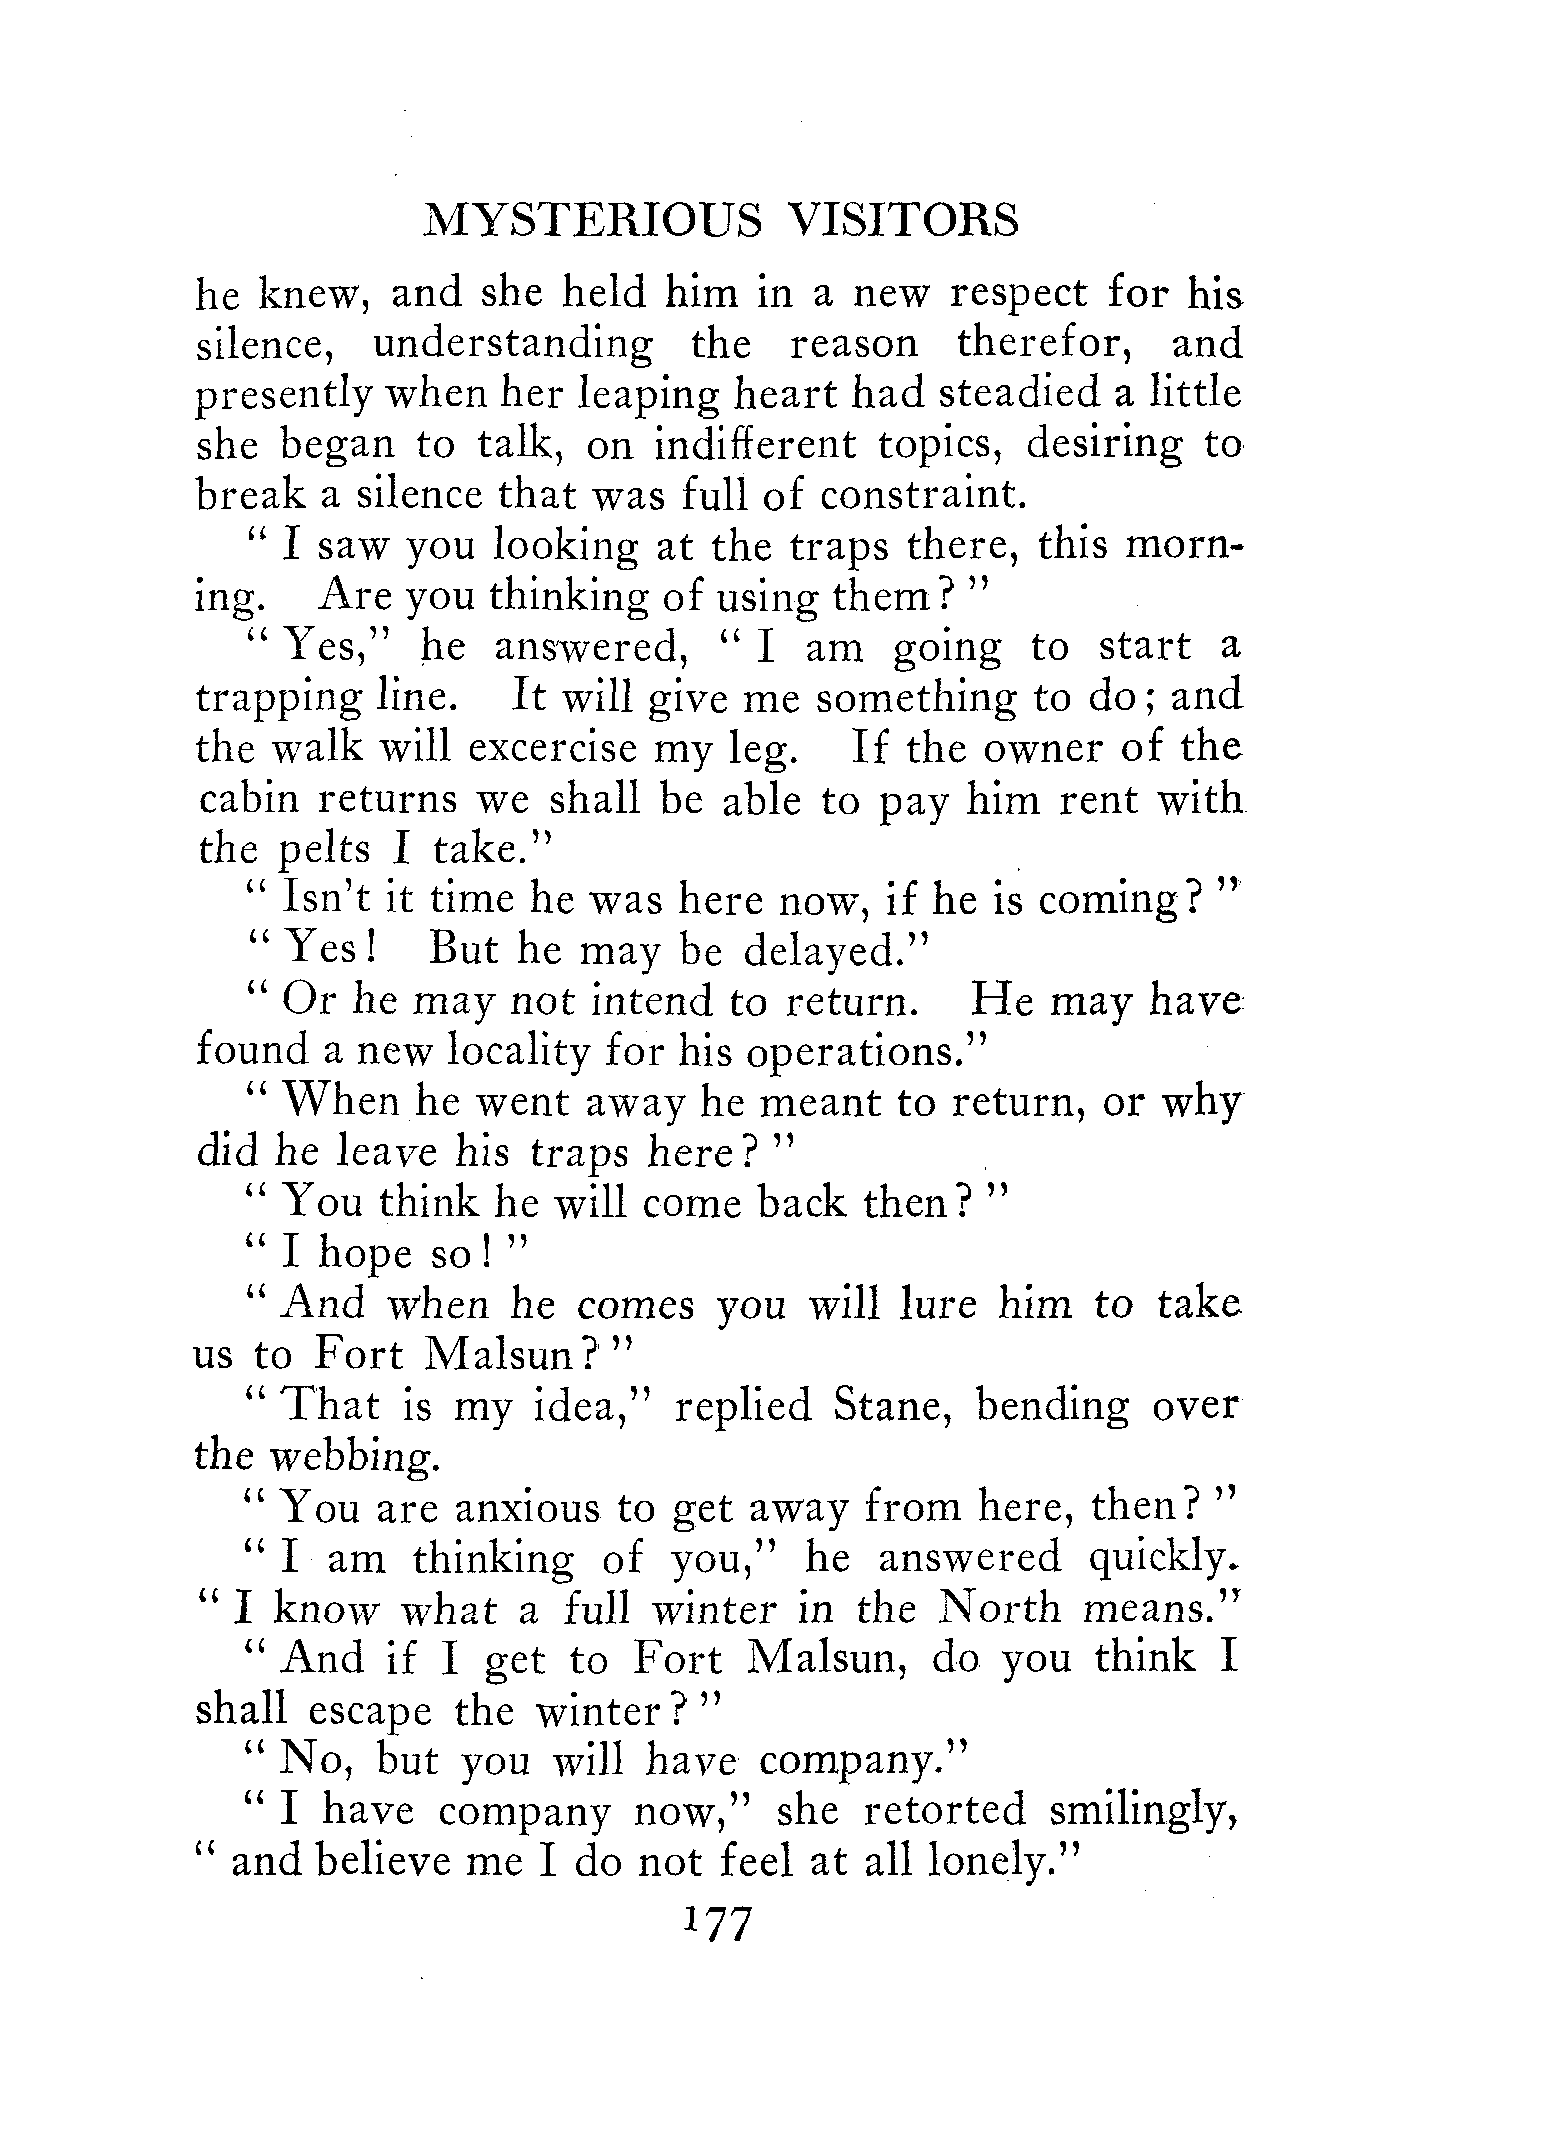 MYSTERIOUS VISITORS
he knew, and she held him in a new respect for his
silence, understanding the reason therefor, and
presently when her leaping heart had steadied a little
she began to talk, on indifferent topics, desiring to
break a silence that was full of constraint.
" I saw you looking at the traps there, this morn-
ing. Are you thinking of using them? "
" Yes," he answered, " I am going to start a
trapping line. It will give me something to do; and
the walk will excercise my leg. If the owner of the
cabin returns we shall be able to pay him rent with
the pelts I take."
" Isn't it time he was here now, if he is coming? "
" Yes! But he may be delayed."
" Or he may not intend to return. He may have
found a new locality for his operations."
" When he went away he meant to return, or why
did he leave his traps here? "
" You think he will come back then? "
" I hope so! "
" And when he comes you will lure him to take
us to Fort Malsun? "
" That is my idea," replied Stane, bending over
the webbing.
" You are anxious to get away from here, then? "
" I am thinking of you," he answered quickly.
" I know what a full winter in the North means."
" And if I get to Fort Malsun, do you think I
shall escape the winter? "
" No, but you will have company."
" I have company now," she retorted smilingly,
" and believe me I do not feel at all lonely."
177